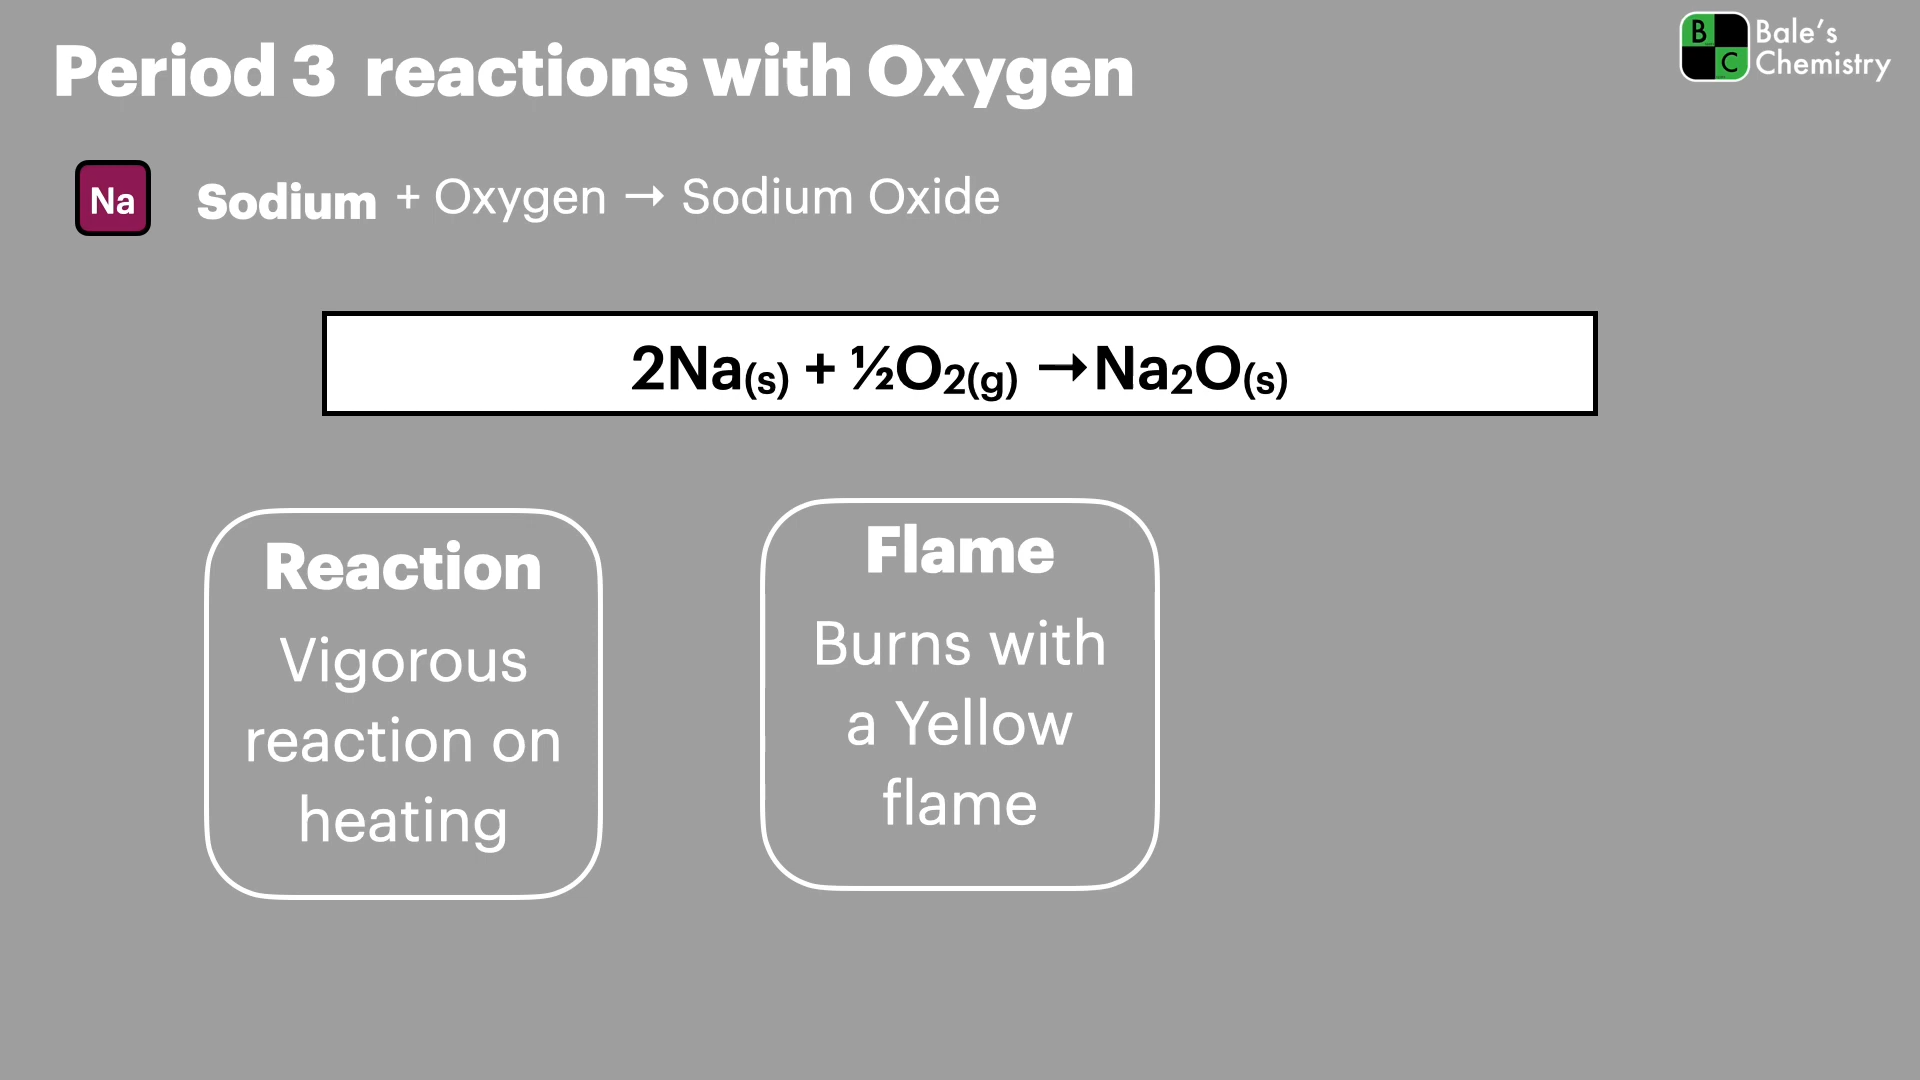 Period 3 reactions with Oxygen
B C Bale's Chemistry
Na Sodium + Oxygen → Sodium Oxide
2Na(s) + ½O2(g) →Na2O(s)
Reaction
Vigorous
reaction on
heating
Flame
Burns with
a Yellow
flame